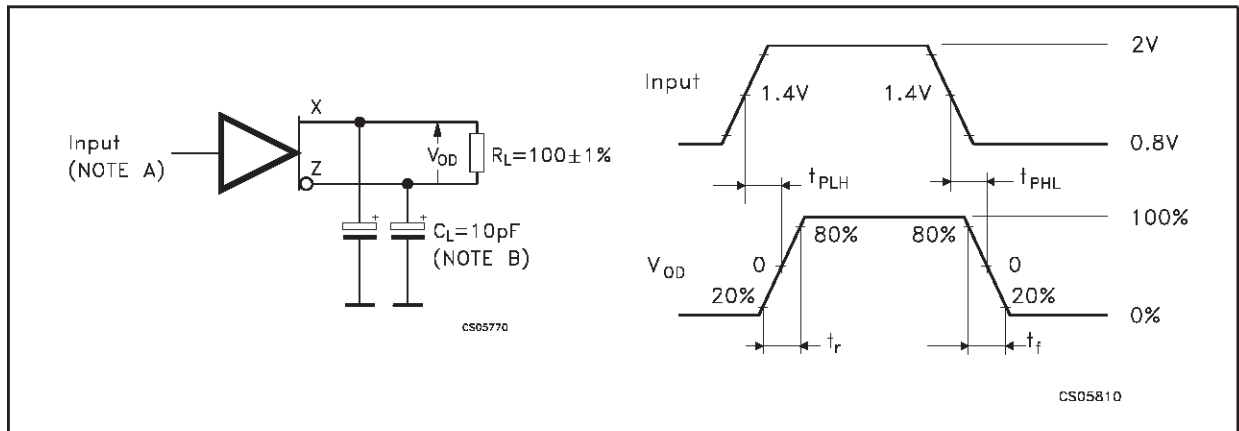 Input
(NOTE A)
X
Z
V_OD
R_L=100±1%
C_L=10pF
(NOTE B)
+
+
CS05770
Input
1.4V
1.4V
2V
0.8V
t_PLH
t_PHL
V_OD
0
0
80%
80%
20%
20%
100%
0%
t_r
t_f
CS05810